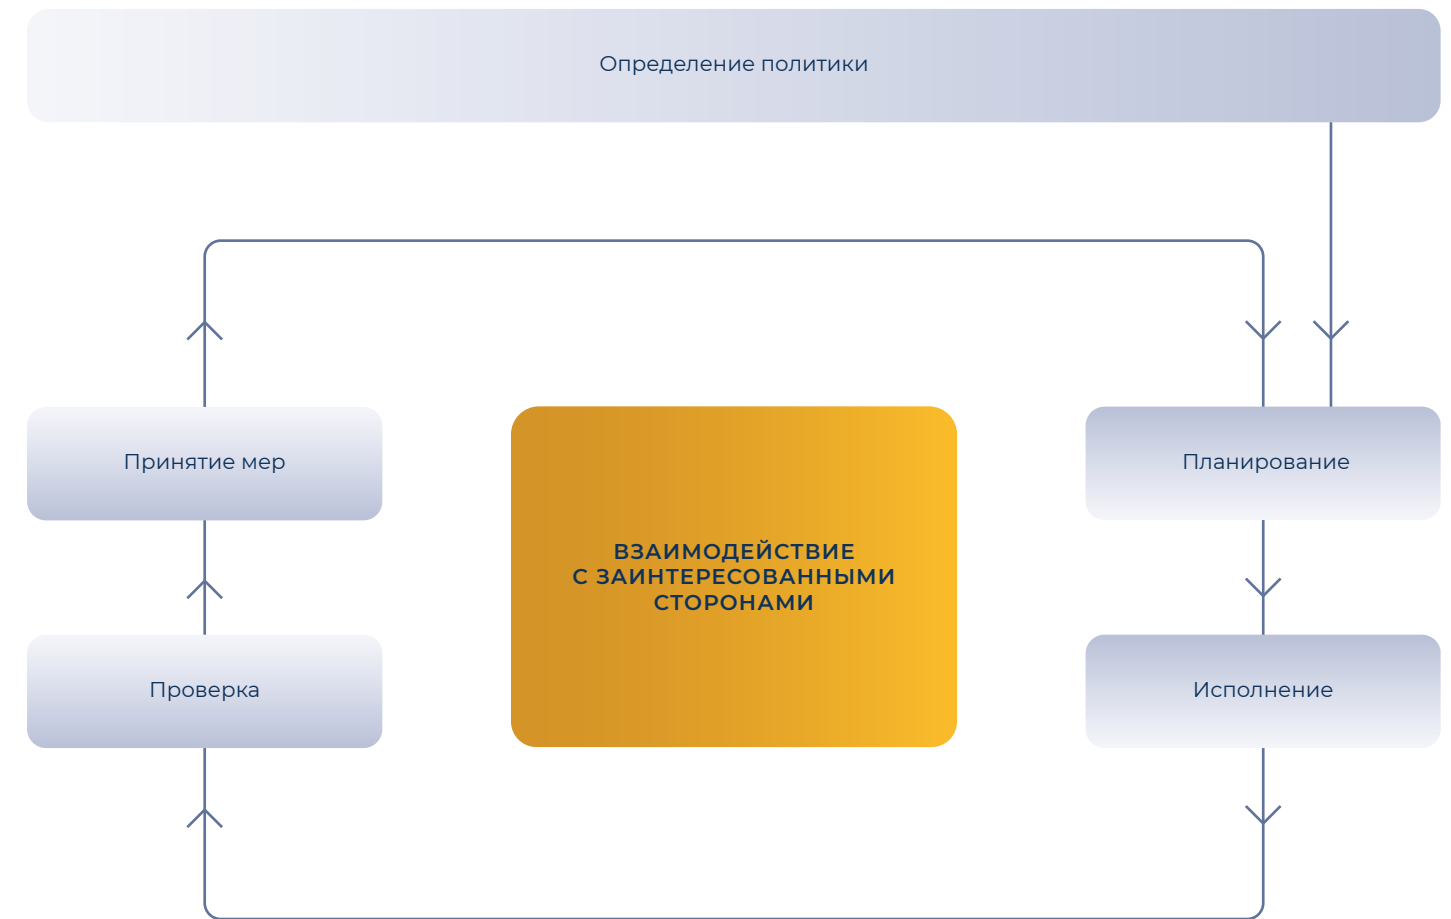 Определение политики
Принятие мер
Планирование
ВЗАИМОДЕЙСТВИЕ
С ЗАИНТЕРЕСОВАННЫМИ
СТОРОНАМИ
Проверка
Исполнение